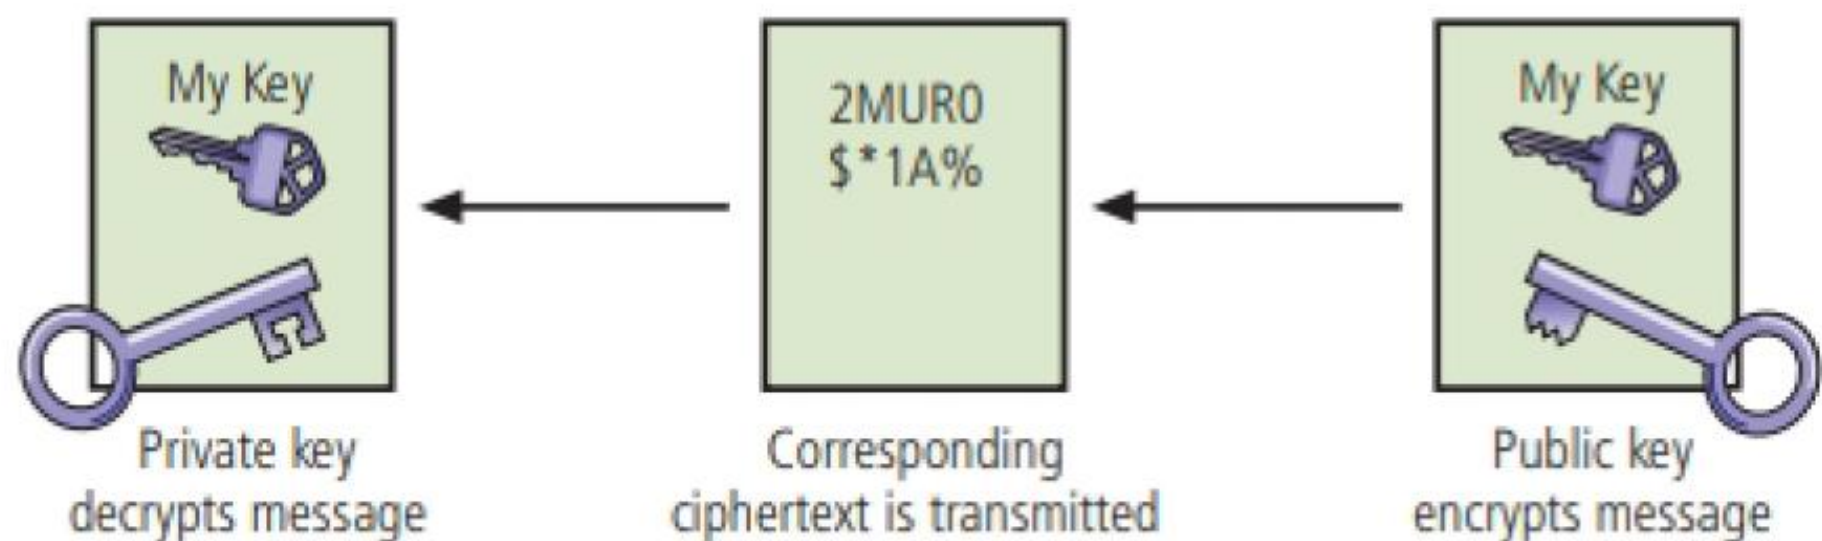 My Key
2MUR0
$*1A%
My Key
Private key
decrypts message
Corresponding
ciphertext is transmitted
Public key
encrypts message